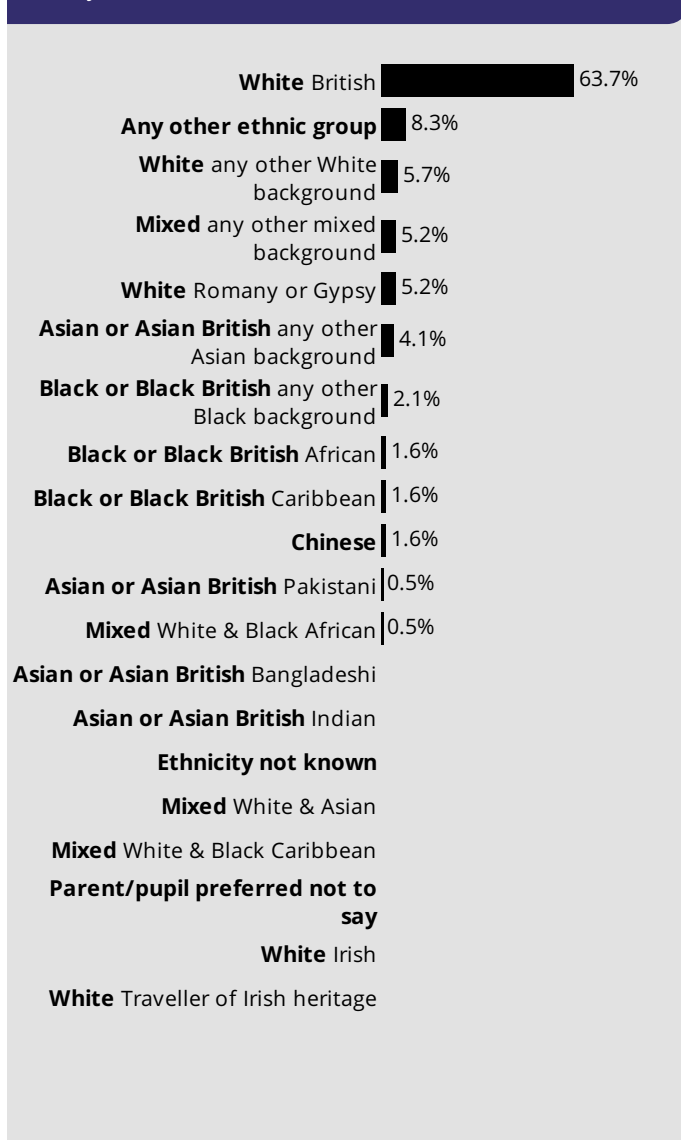 White British 63.7%
Any other ethnic group 8.3%
White any other White
background 5.7%
Mixed any other mixed
background 5.2%
White Romany or Gypsy 5.2%
Asian or Asian British any other
Asian background 4.1%
Black or Black British any other
Black background 2.1%
Black or Black British African 1.6%
Black or Black British Caribbean 1.6%
Chinese 1.6%
Asian or Asian British Pakistani 0.5%
Mixed White & Black African 0.5%
Asian or Asian British Bangladeshi
Asian or Asian British Indian
Ethnicity not known
Mixed White & Asian
Mixed White & Black Caribbean
Parent/pupil preferred not to
say
White Irish
White Traveller of Irish heritage